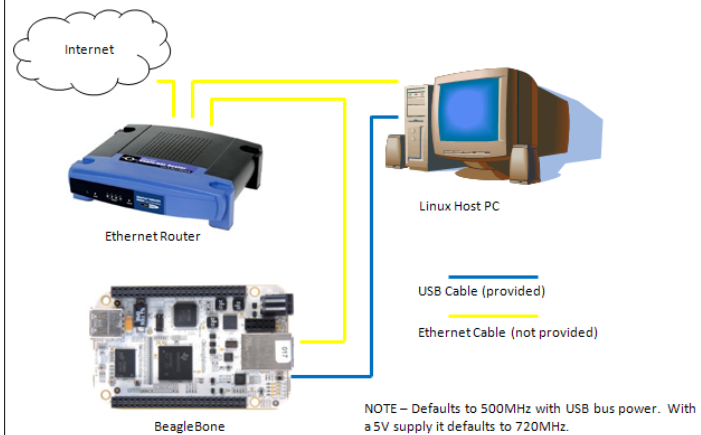 Internet
Ethernet Router
Linux Host PC
USB Cable (provided)
Ethernet Cable (not provided)
BeagleBone
NOTE – Defaults to 500MHz with USB bus power. With
a 5V supply it defaults to 720MHz.